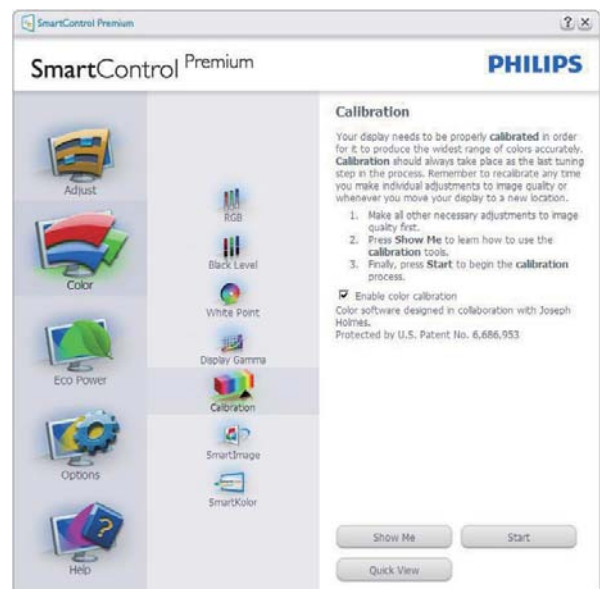 SmartControl Premium
SmartControl Premium
PHILIPS
Adjust
Color
Eco Power
Options
Help
RGB
Black Level
White Point
Display Gamma
Calibration
SmartImage
SmartKolor
Calibration
Your display needs to be properly calibrated in order
for it to produce the widest range of colors accurately.
Calibration should always take place as the last tuning
step in the process. Remember to recalibrate any time
you make individual adjustments to image quality or
whenever you move your display to a new location.
1. Make all other necessary adjustments to image
quality first.
2. Press Show Me to learn how to use the
calibration tools.
3. Finally, press Start to begin the calibration
process.
Enable color calibration
Color software designed in collaboration with Joseph
Holmes.
Protected by U.S. Patent No. 6,686,953
Show Me
Start
Quick View